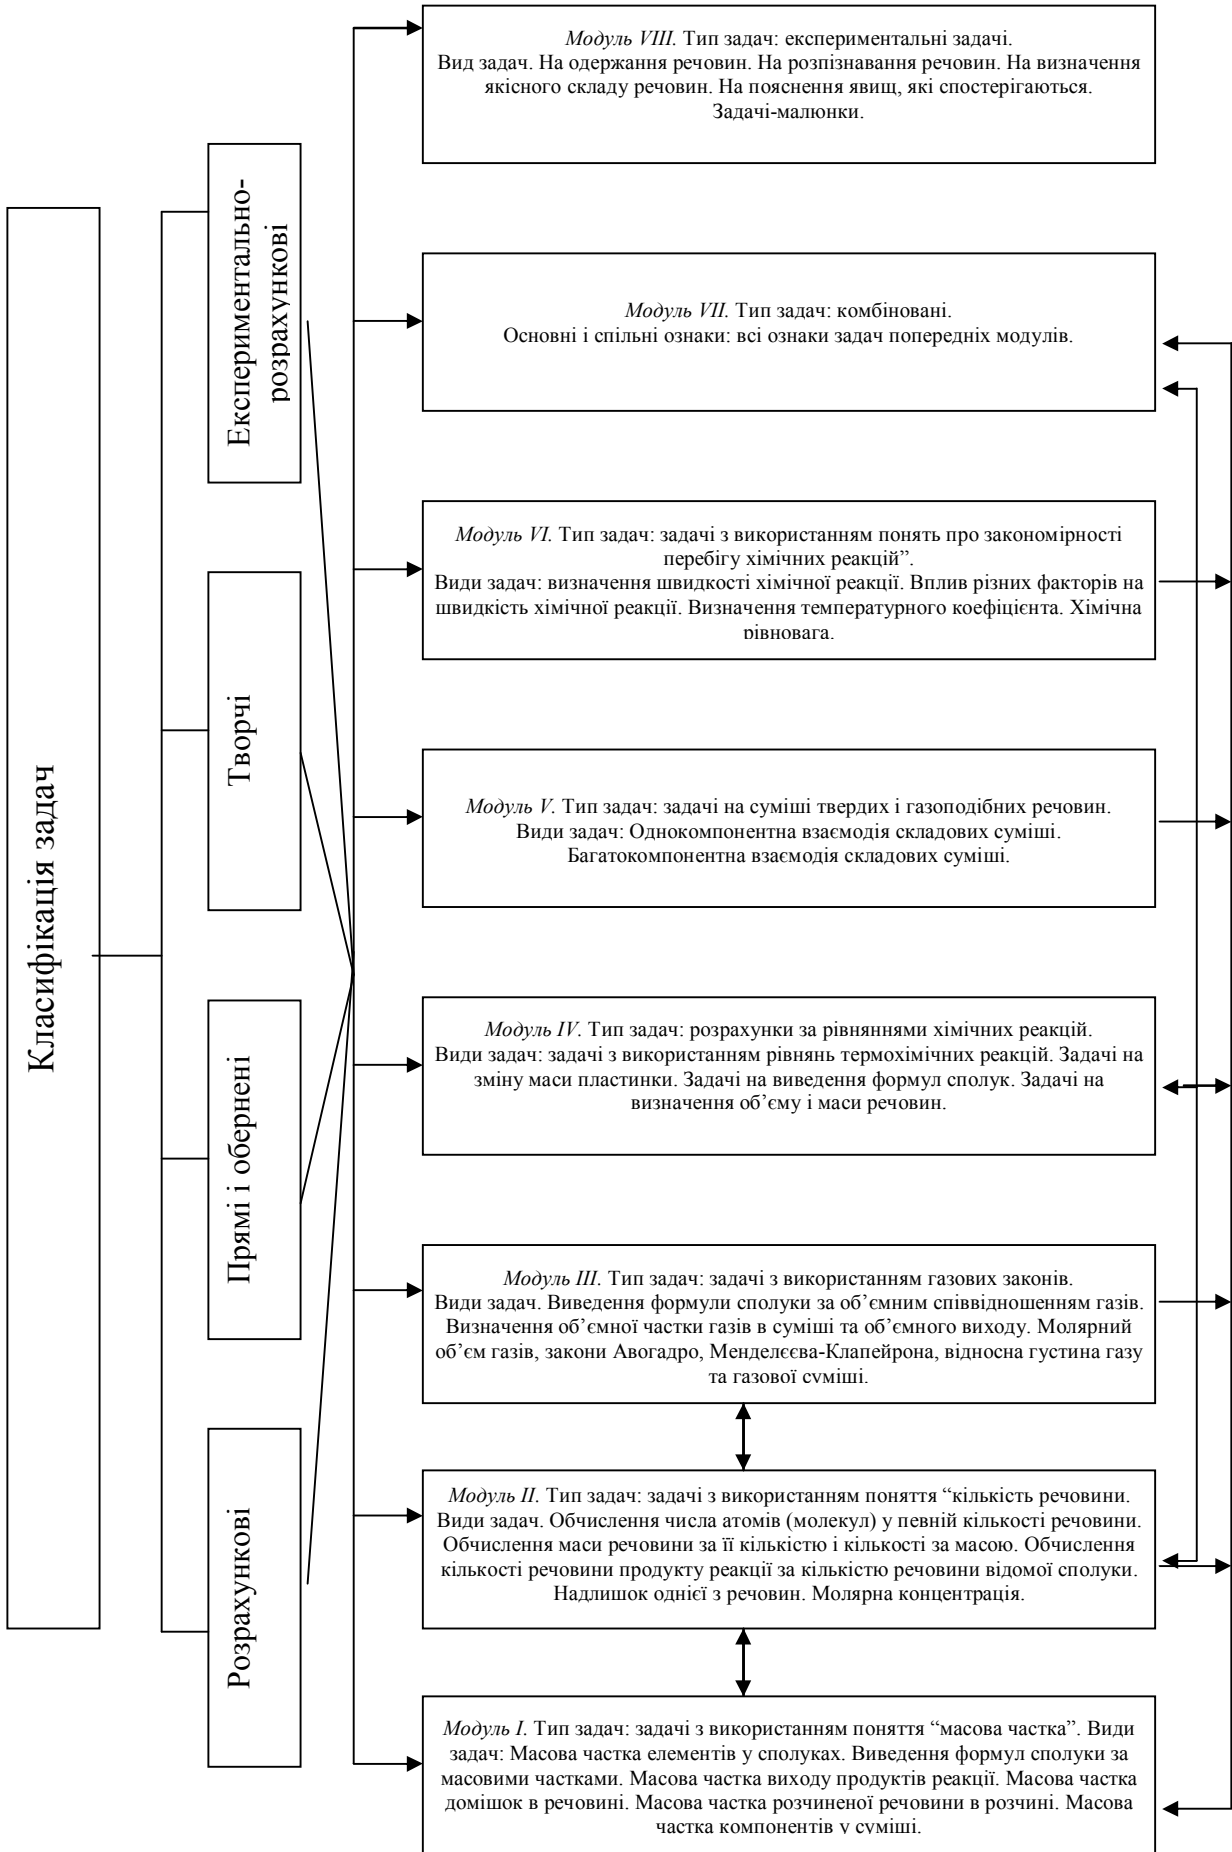 Класифікація задач
Експериментально-
розрахункові
Творчі
Прямі і обернені
Розрахункові
Модуль VIII. Тип задач: експериментальні задачі.
Вид задач. На одержання речовин. На розпізнавання речовин. На визначення
якісного складу речовин. На пояснення явищ, які спостерігаються.
Задачі-малюнки.
Модуль VII. Тип задач: комбіновані.
Основні і спільні ознаки: всі ознаки задач попередніх модулів.
Модуль VI. Тип задач: задачі з використанням понять про закономірності
перебігу хімічних реакцій”.
Види задач: визначення швидкості хімічної реакції. Вплив різних факторів на
швидкість хімічної реакції. Визначення температурного коефіцієнта. Хімічна
рівновага.
Модуль V. Тип задач: задачі на суміші твердих і газоподібних речовин.
Види задач: Однокомпонентна взаємодія складових суміші.
Багатокомпонентна взаємодія складових суміші.
Модуль IV. Тип задач: розрахунки за рівняннями хімічних реакцій.
Види задач: задачі з використанням рівнянь термохімічних реакцій. Задачі на
зміну маси пластинки. Задачі на виведення формул сполук. Задачі на
визначення об’єму і маси речовин.
Модуль III. Тип задач: задачі з використанням газових законів.
Види задач. Виведення формули сполуки за об’ємним співвідношенням газів.
Визначення об’ємної частки газів в суміші та об’ємного виходу. Молярний
об’єм газів, закони Авогадро, Менделєєва-Клапейрона, відносна густина газу
та газової суміші.
Модуль II. Тип задач: задачі з використанням поняття “кількість речовини.
Види задач. Обчислення числа атомів (молекул) у певній кількості речовини.
Обчислення маси речовини за її кількістю і кількості за масою. Обчислення
кількості речовини продукту реакції за кількістю речовини відомої сполуки.
Надлишок однієї з речовин. Молярна концентрація.
Модуль I. Тип задач: задачі з використанням поняття “масова частка”. Види
задач: Масова частка елементів у сполуках. Виведення формул сполуки за
масовими частками. Масова частка виходу продуктів реакції. Масова частка
домішок в речовині. Масова частка розчиненої речовини в розчині. Масова
частка компонентів у суміші.